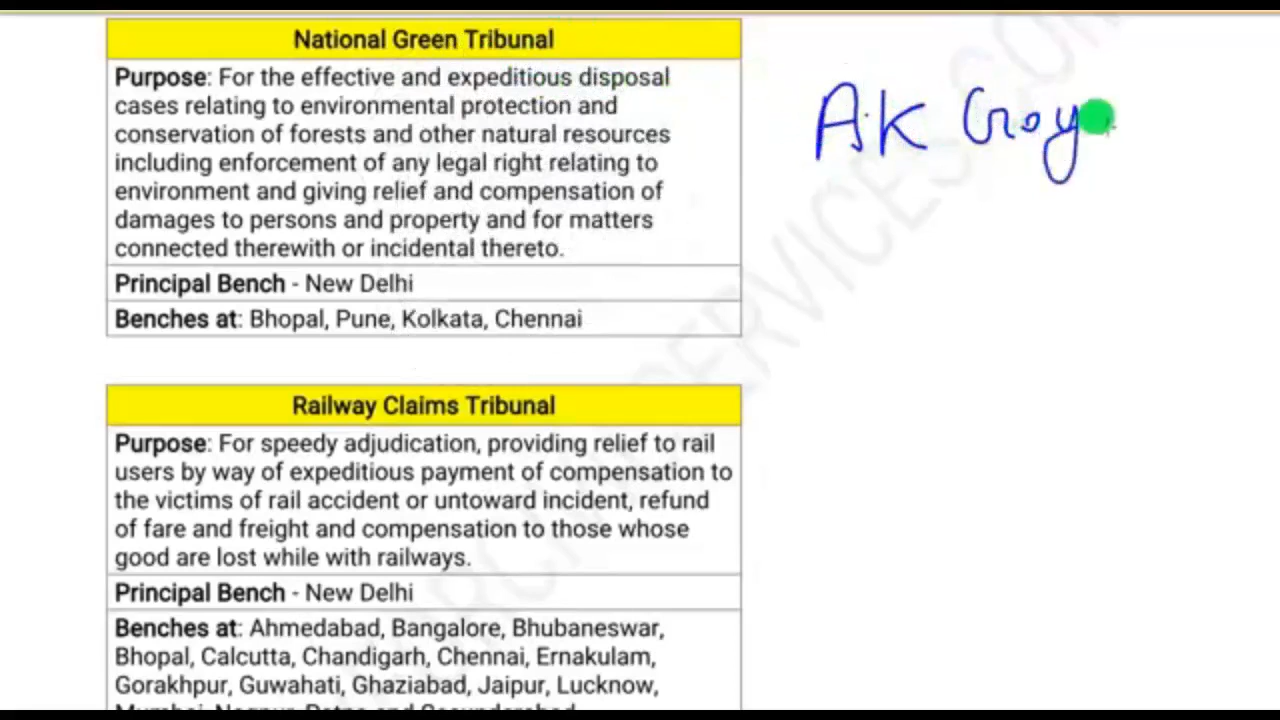 National Green Tribunal
Purpose: For the effective and expeditious disposal
cases relating to environmental protection and
conservation of forests and other natural resources
including enforcement of any legal right relating to
environment and giving relief and compensation of
damages to persons and property and for matters
connected therewith or incidental thereto.
Principal Bench - New Delhi
Benches at: Bhopal, Pune, Kolkata, Chennai
A.K Goy
Railway Claims Tribunal
Purpose: For speedy adjudication, providing relief to rail
users by way of expeditious payment of compensation to
the victims of rail accident or untoward incident, refund
of fare and freight and compensation to those whose
good are lost while with railways.
Principal Bench - New Delhi
Benches at: Ahmedabad, Bangalore, Bhubaneswar,
Bhopal, Calcutta, Chandigarh, Chennai, Ernakulam,
Gorakhpur, Guwahati, Ghaziabad, Jaipur, Lucknow,